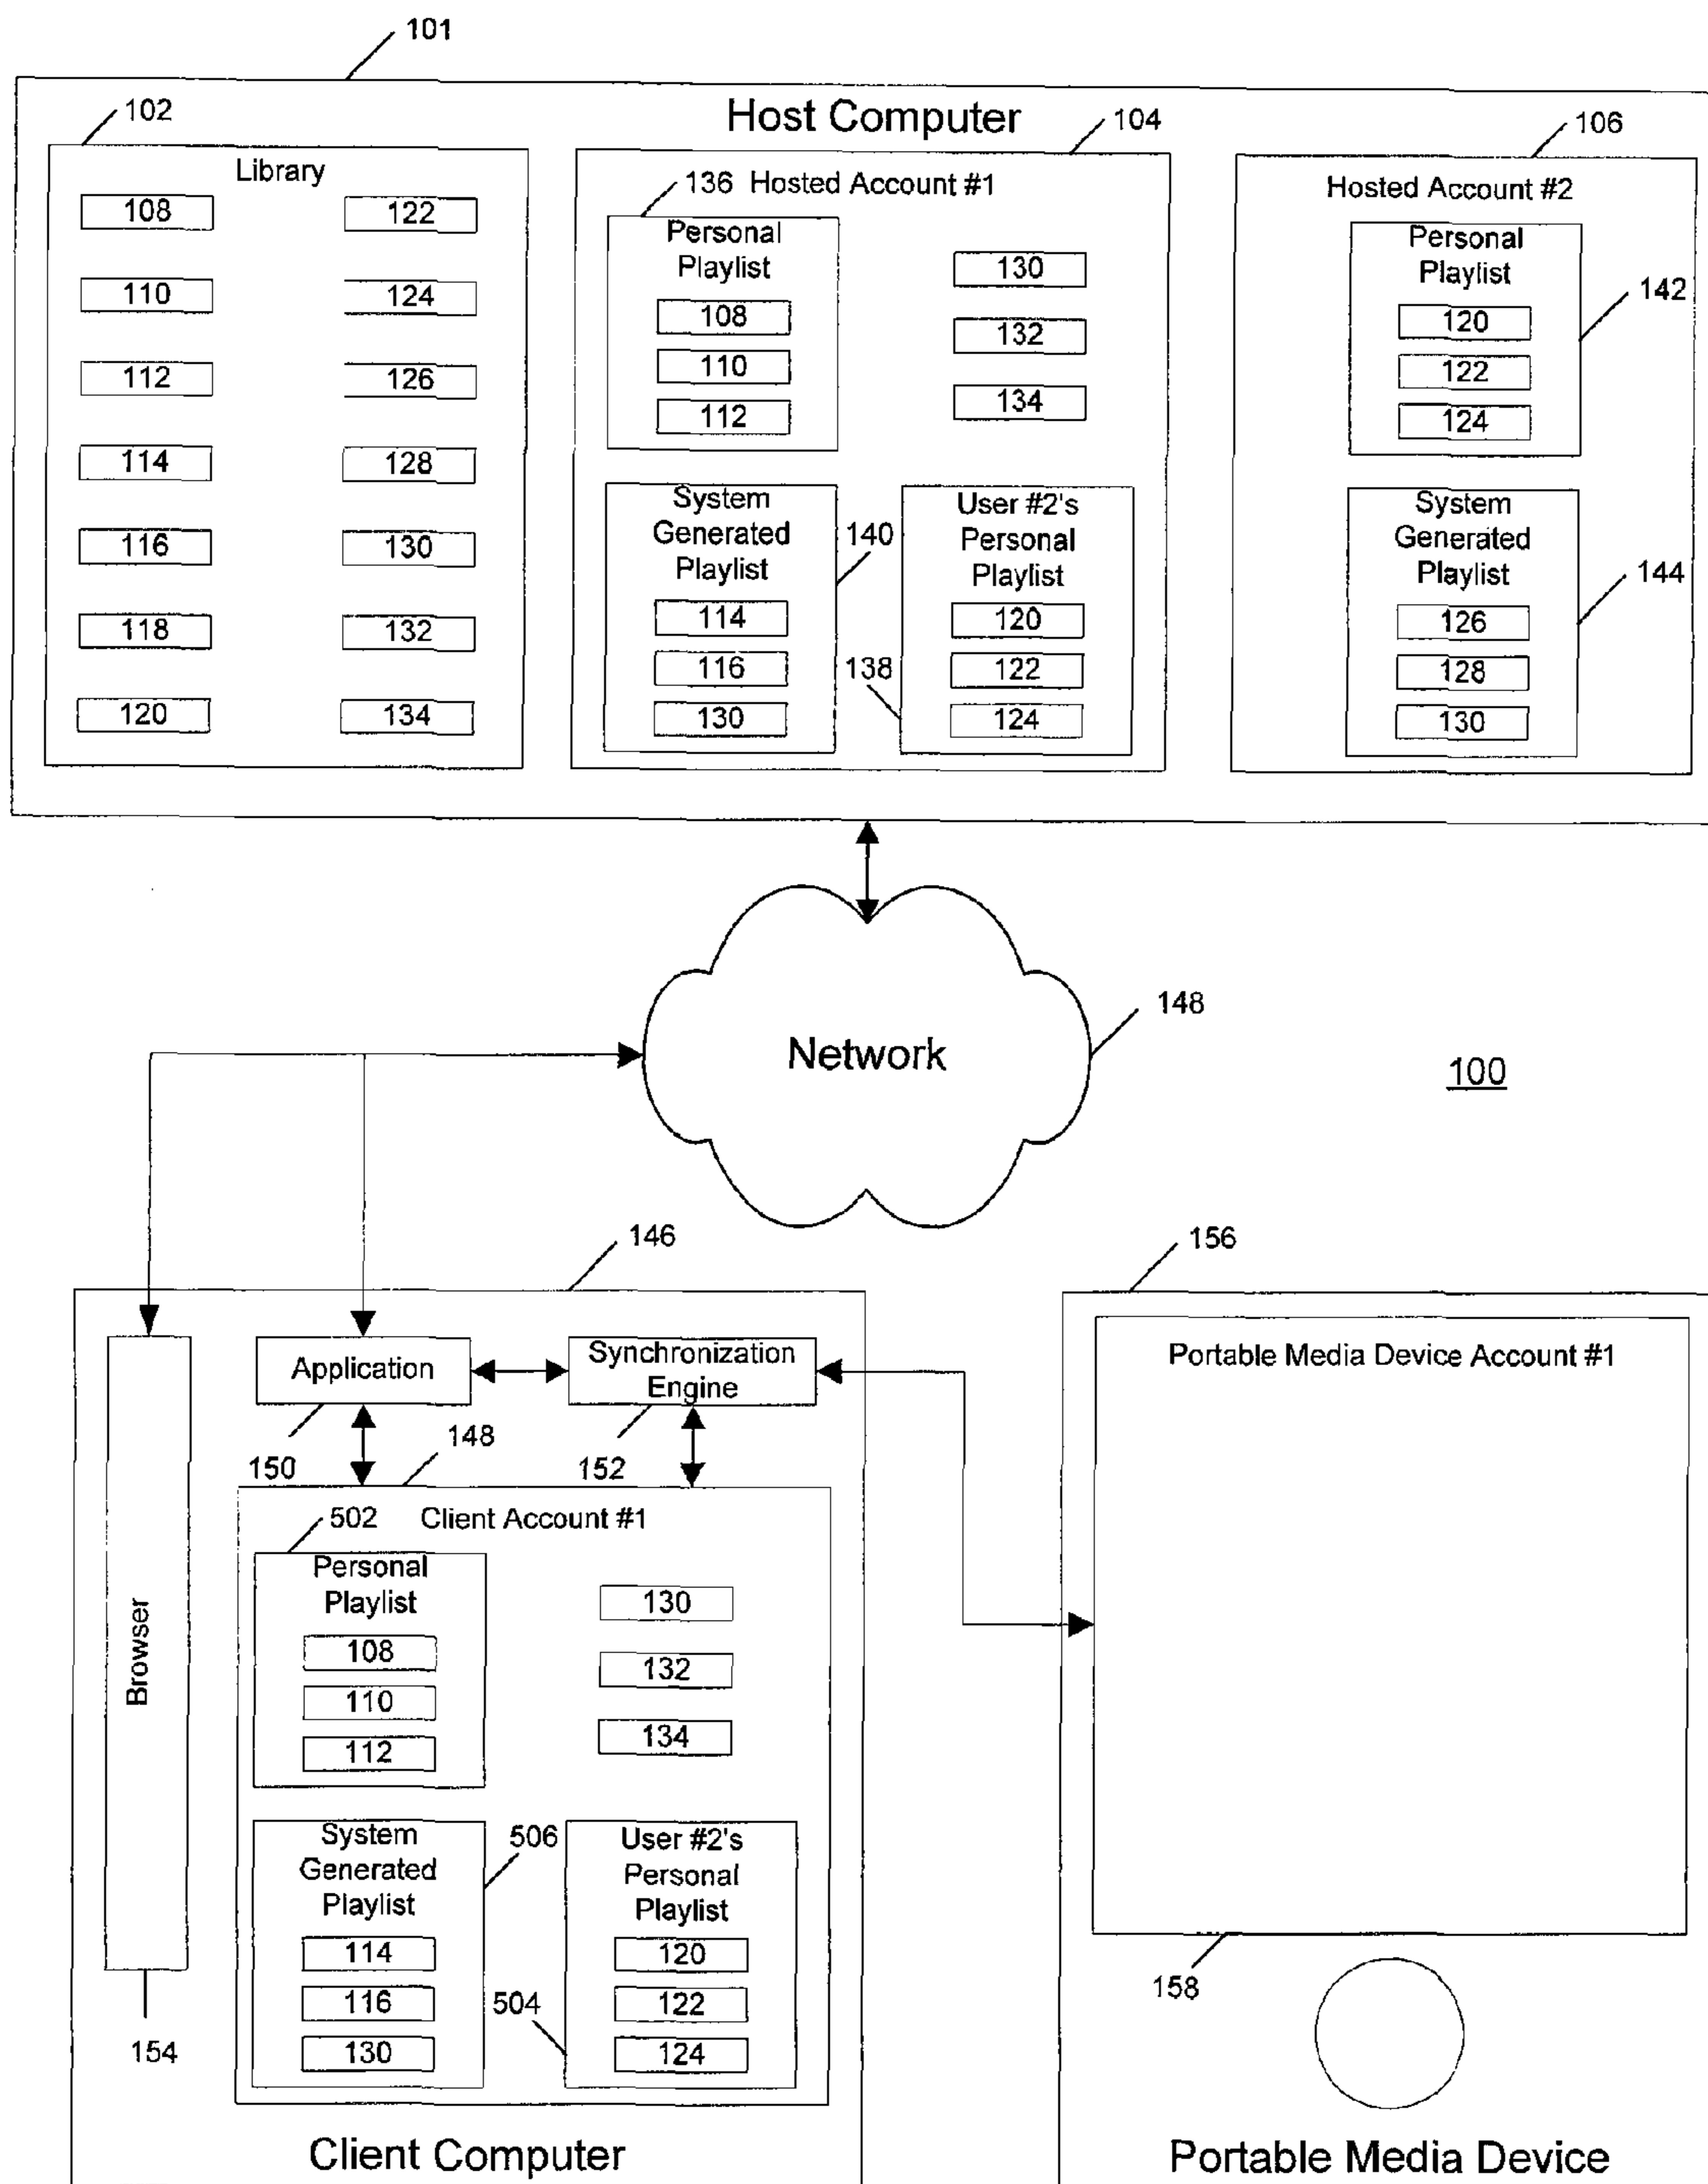 101
Host Computer
102
104
106
Library
108
122
110
124
112
126
114
128
116
130
118
132
120
134
136 Hosted Account #1
Personal
Playlist
108
110
112
130
132
134
System
Generated
Playlist
114
116
130
140
User #2's
Personal
Playlist
120
122
124
138
Hosted Account #2
Personal
Playlist
120
122
124
142
System
Generated
Playlist
126
128
130
144
Network
148
100
146
156
Browser
154
Application
150
Synchronization
Engine
152
148
502
Client Account #1
Personal
Playlist
108
110
112
130
132
134
System
Generated
Playlist
114
116
130
506
User #2's
Personal
Playlist
120
122
124
504
Client Computer
Portable Media Device Account #1
158
Portable Media Device